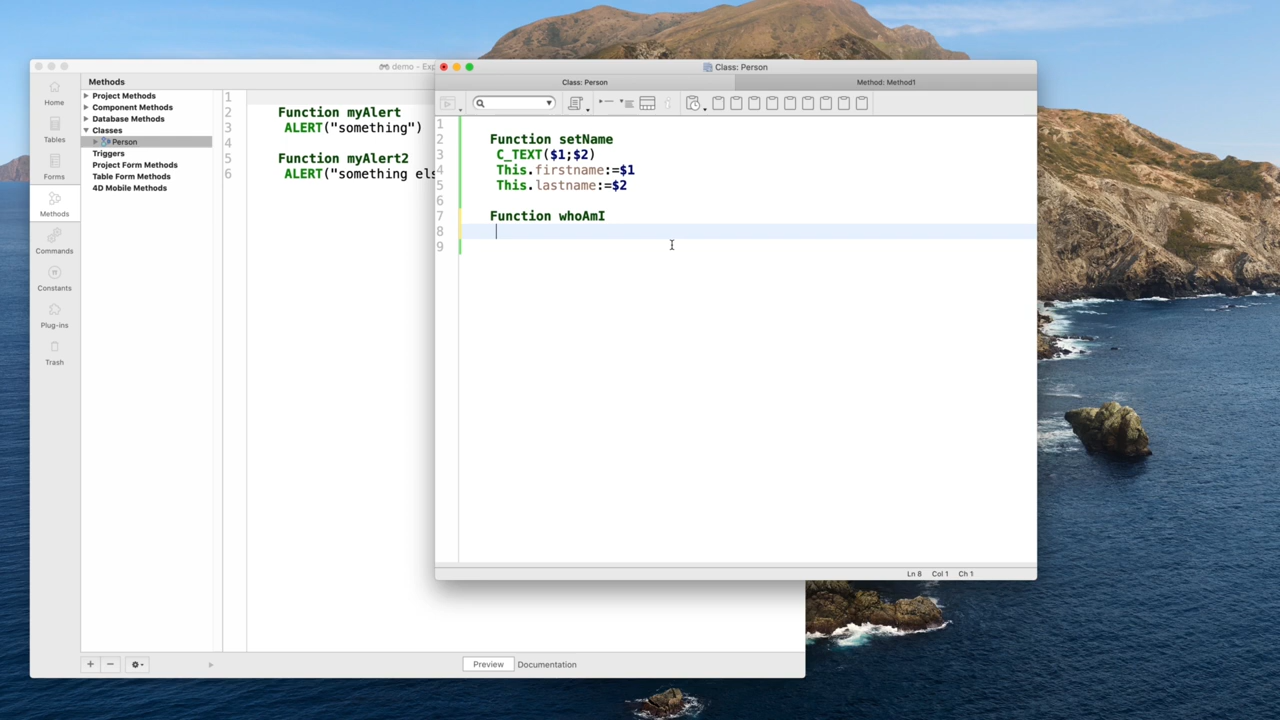 demo - Exp
Methods
Home
Tables
Forms
Methods
Commands
Constants
Plug-ins
Trash
Project Methods
Component Methods
Database Methods
Classes
Person
Triggers
Project Form Methods
Table Form Methods
4D Mobile Methods
1
2 Function myAlert
3 ALERT("something")
4
5 Function myAlert2
6 ALERT("something els
Preview Documentation
Class: Person
Class: Person Method: Method1
1
2 Function setName
3 C_TEXT($1;$2)
4 This.firstname:=$1
5 This.lastname:=$2
6
7 Function whoAmI
8
9
Ln 8 Col 1 Ch 1